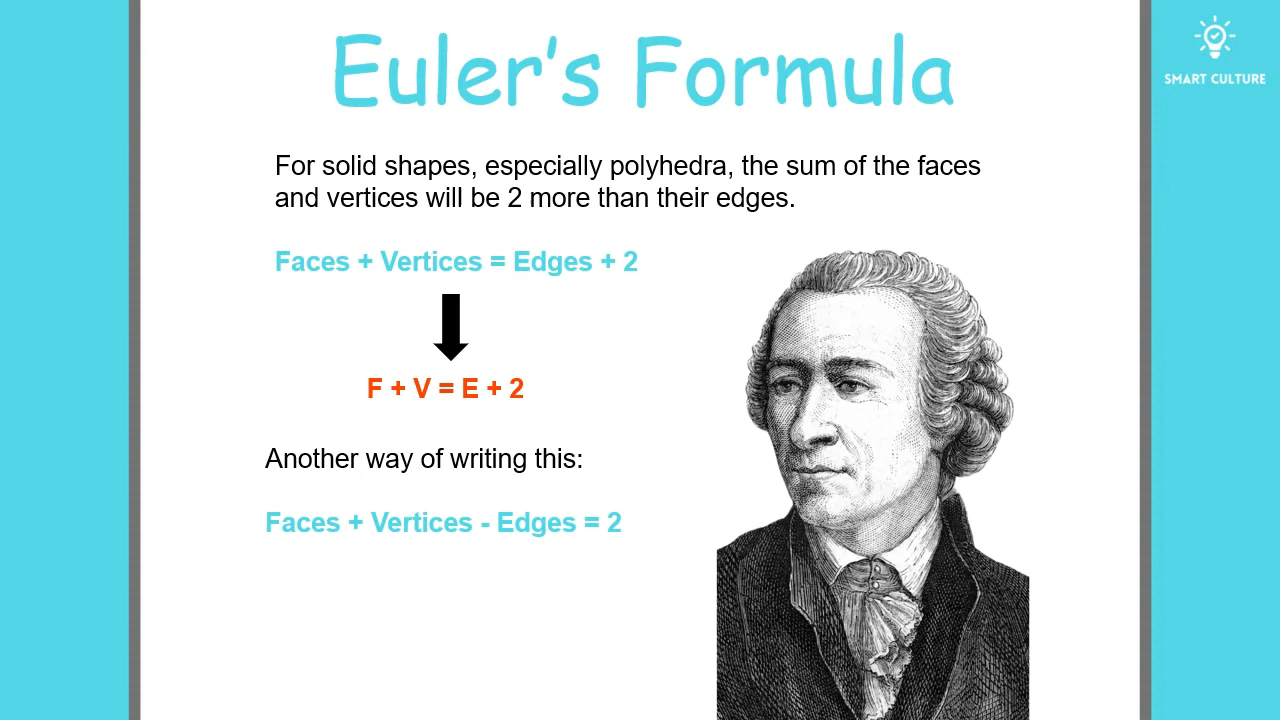 Euler's Formula
SMART CULTURE
For solid shapes, especially polyhedra, the sum of the faces
and vertices will be 2 more than their edges.
Faces + Vertices = Edges + 2
F + V = E + 2
Another way of writing this:
Faces + Vertices - Edges = 2